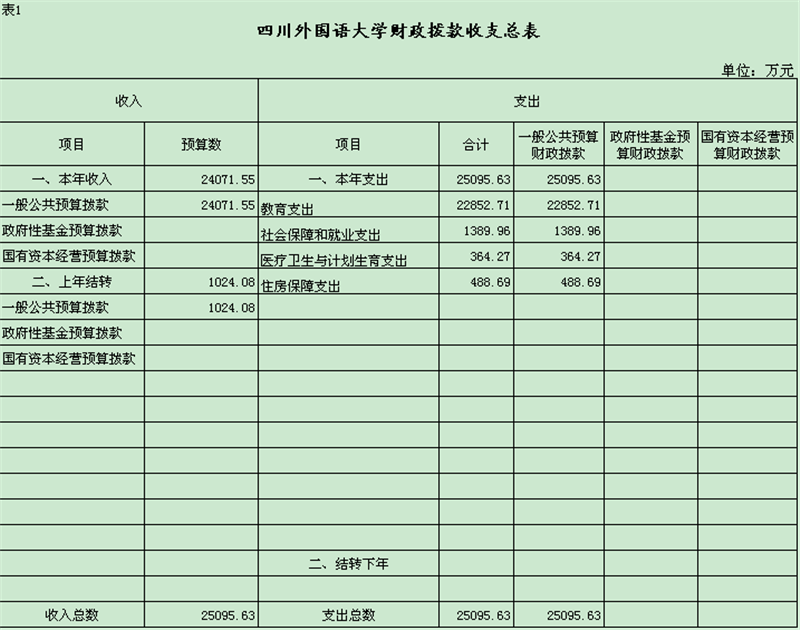 表1
四川外国语大学财政拨款收支总表
单位：万元
收入 支出
项目 预算数 项目 合计 一般公共预算财政拨款 政府性基金预算财政拨款 国有资本经营预算财政拨款
一、本年收入 24071.55 一、本年支出 25095.63 25095.63
一般公共预算拨款 24071.55 教育支出 22852.71 22852.71
政府性基金预算拨款 社会保障和就业支出 1389.96 1389.96
国有资本经营预算拨款 医疗卫生与计划生育支出 364.27 364.27
二、上年结转 1024.08 住房保障支出 488.69 488.69
一般公共预算拨款 1024.08
政府性基金预算拨款
国有资本经营预算拨款
二、结转下年
收入总数 25095.63 支出总数 25095.63 25095.63